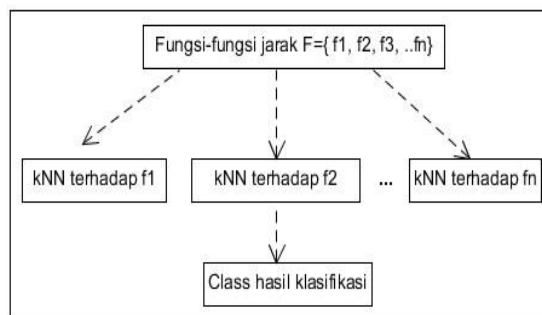 Fungsi-fungsi jarak F={ f1, f2, f3, ..fn}
kNN terhadap f1
kNN terhadap f2
...
kNN terhadap fn
Class hasil klasifikasi